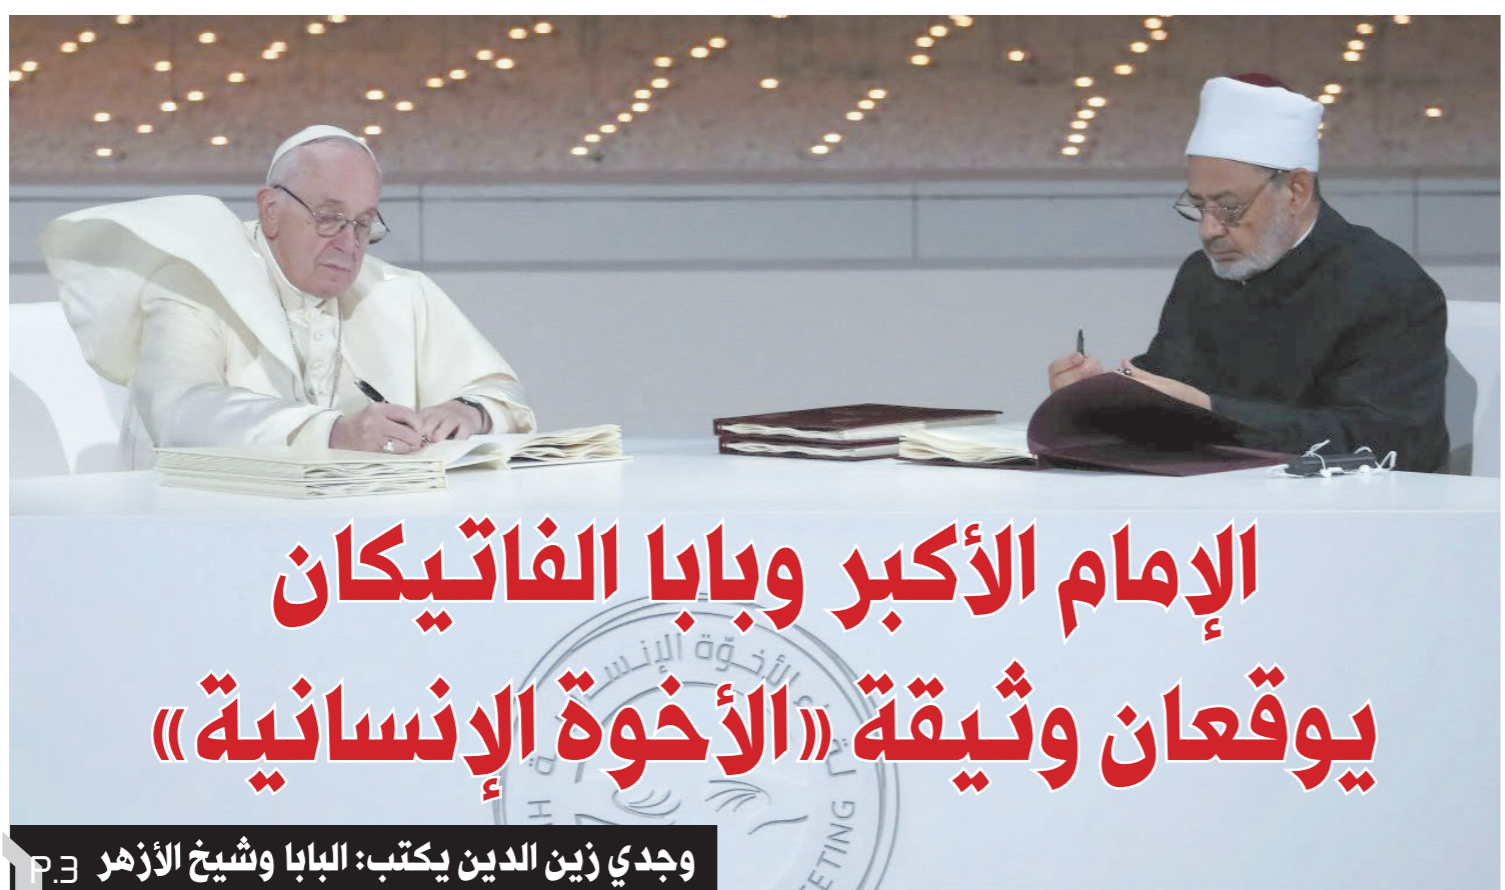 الإمام الأكبر وبابا الفاتيكان
يوقعان وثيقة «الأخوة الإنسانية»
وجدي زين الدين يكتب: البابا وشيخ الأزهر P.3